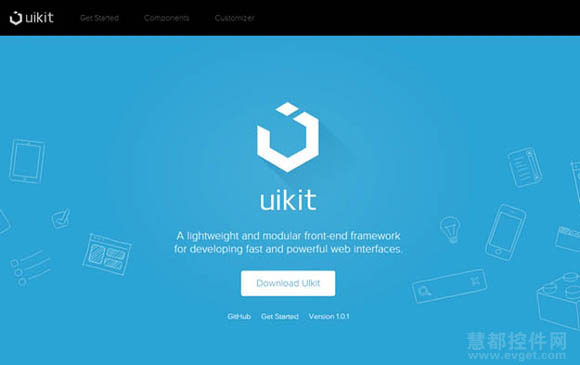 uikit
Get Started
Components
Customizer
uikit
A lightweight and modular front-end framework
for developing fast and powerful web interfaces.
Download UIkit
GitHub
Get Started
Version 1.0.1
慧都控件网
www.evget.com